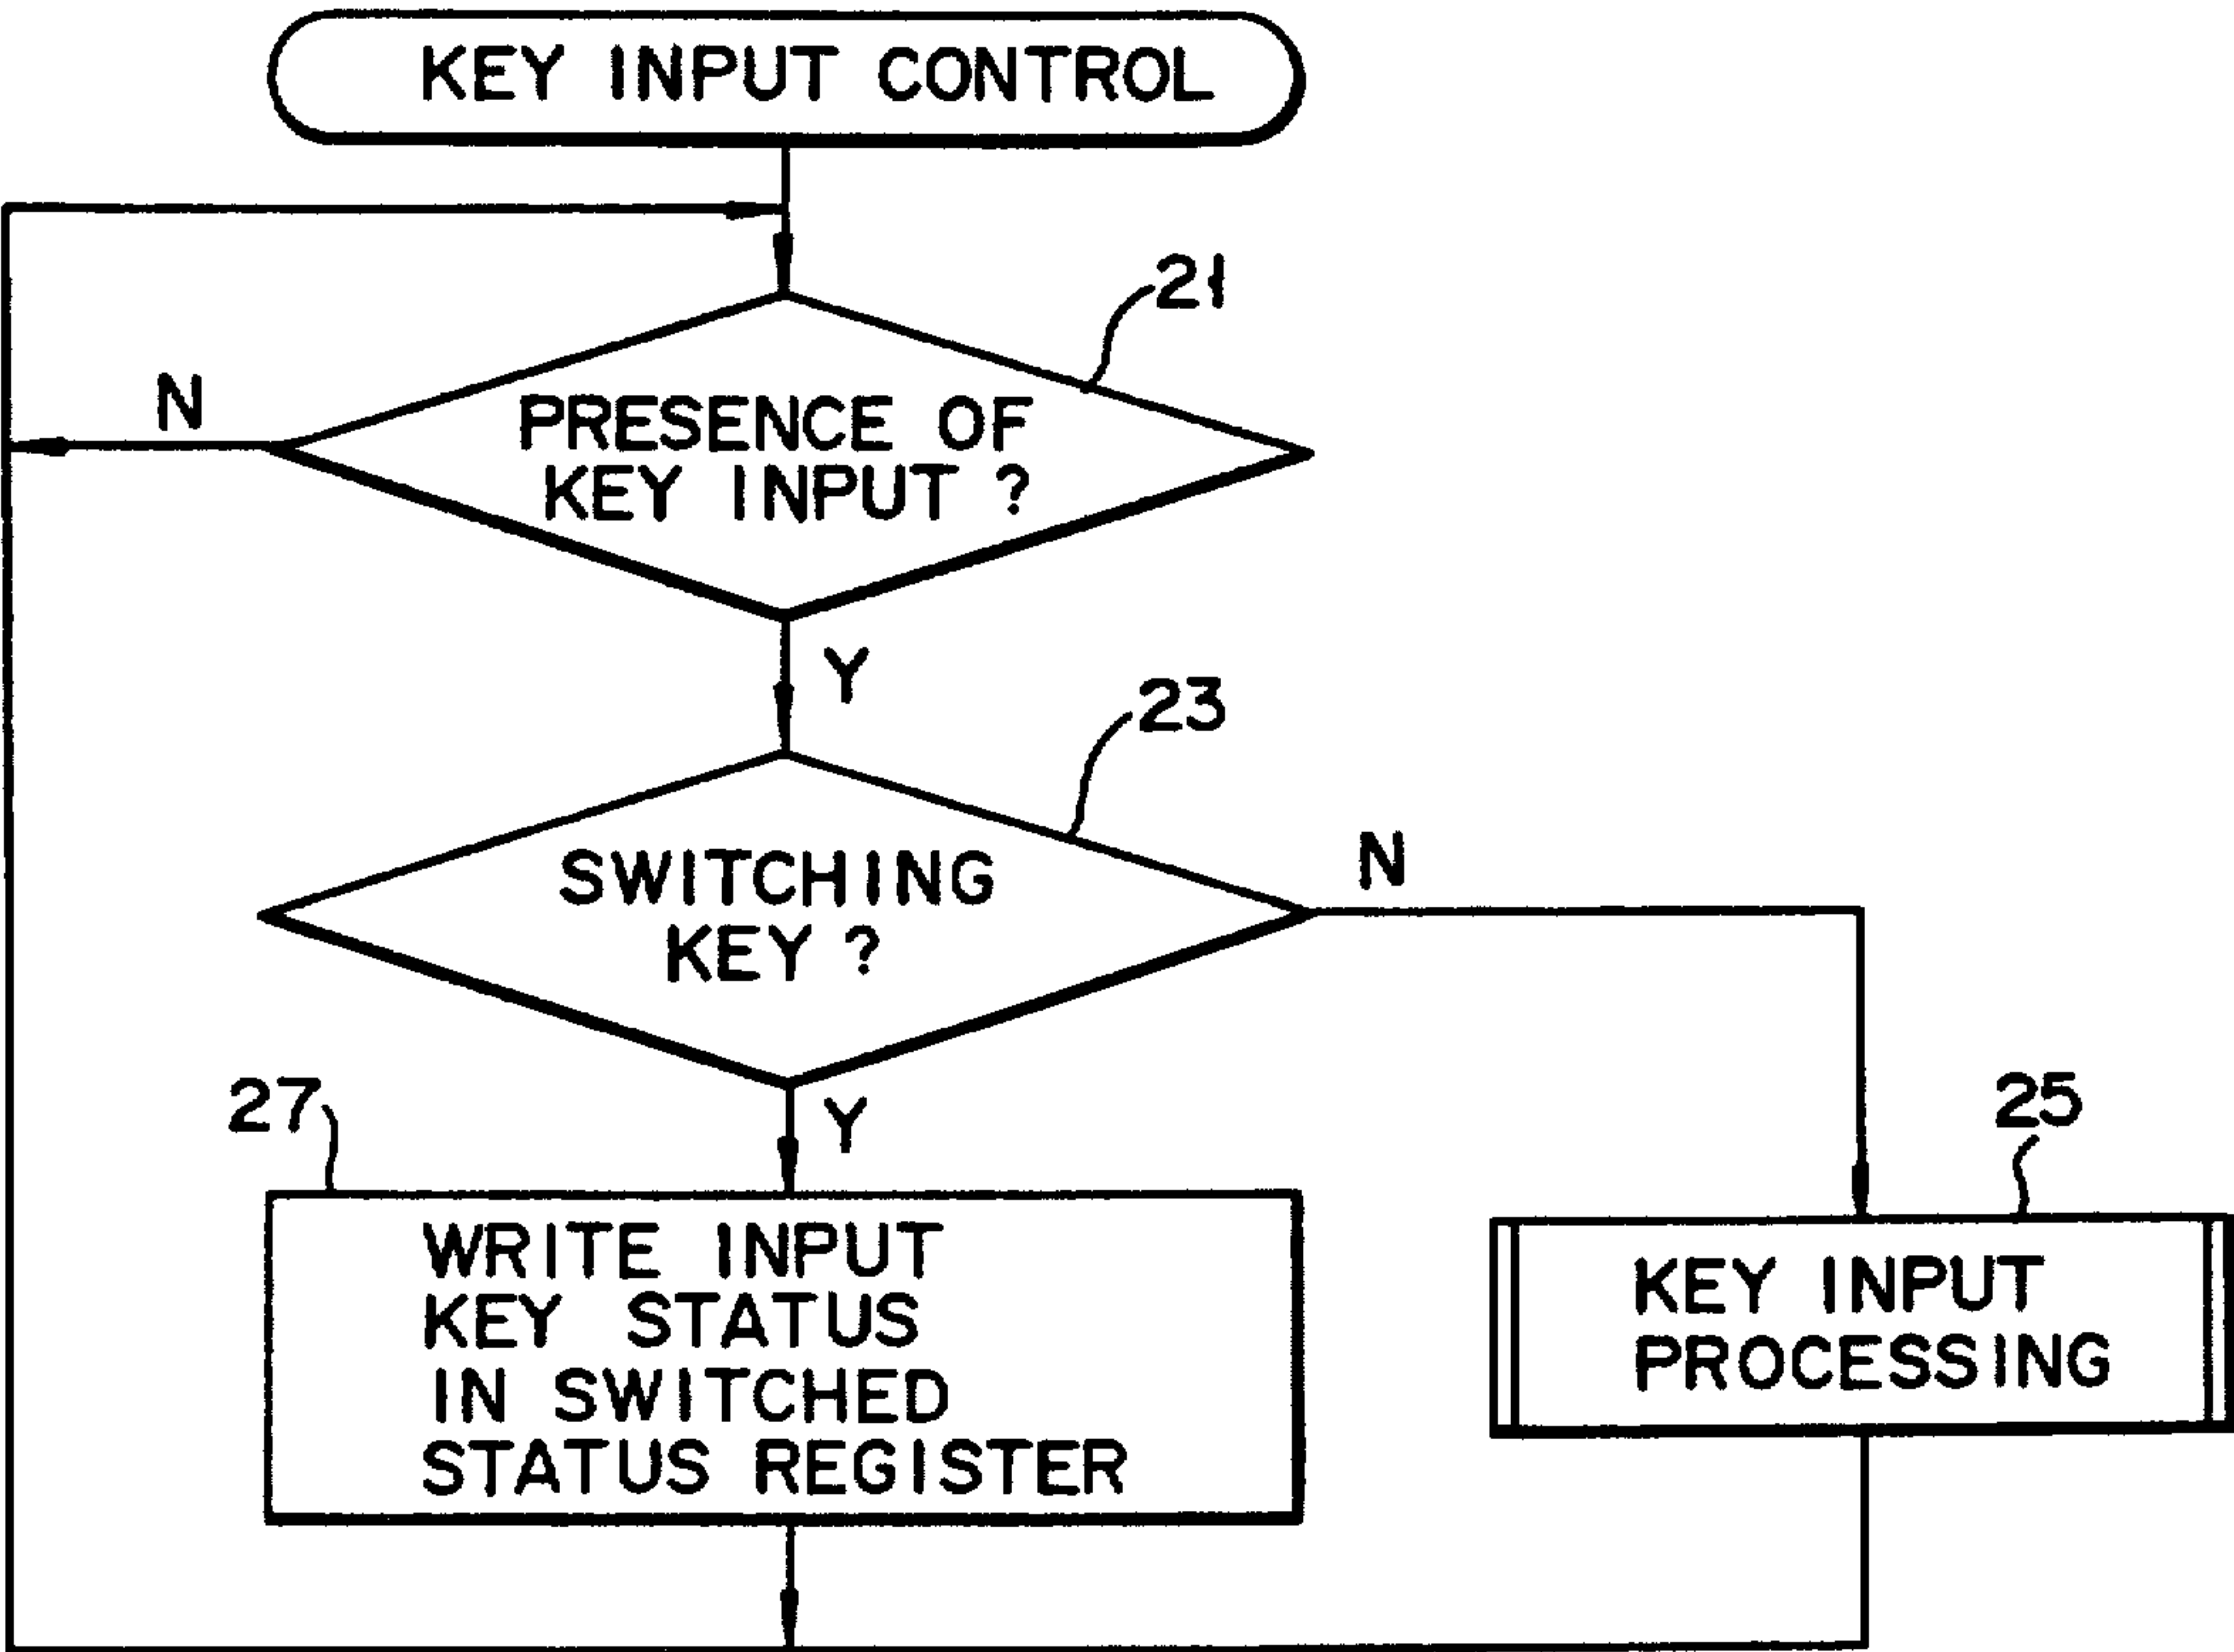 KEY INPUT CONTROL
21
N
PRESENCE OF
KEY INPUT ?
Y
23
SWITCHING
KEY ?
N
27
Y
25
WRITE INPUT
KEY STATUS
IN SWITCHED
STATUS REGISTER
KEY INPUT
PROCESSING